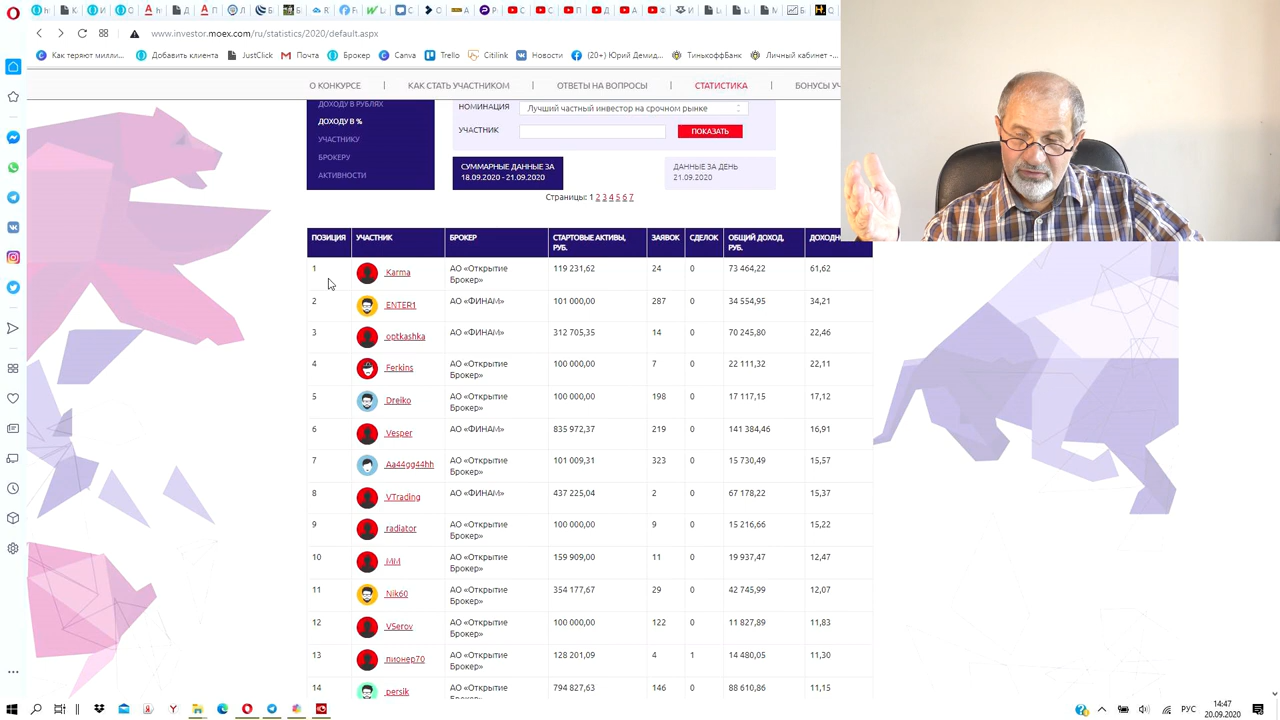 www.investor.moex.com/ru/statistics/2020/default.aspx
Как теряют милли... Добавить клиента JustClick Почта Брокер Canva Trello Citilink Новости (20+) Юрий Демид... ТинькоффБанк Личный кабинет -...
О КОНКУРСЕ | КАК СТАТЬ УЧАСТНИКОМ | ОТВЕТЫ НА ВОПРОСЫ | СТАТИСТИКА | БОНУСЫ УЧ
ДОХОДУ В РУБЛЯХ
ДОХОДУ В %
УЧАСТНИКУ
БРОКЕРУ
АКТИВНОСТИ
НОМИНАЦИЯ Лучший частный инвестор на срочном рынке
УЧАСТНИК ПОКАЗАТЬ
СУММАРНЫЕ ДАННЫЕ ЗА
18.09.2020 - 21.09.2020
ДАННЫЕ ЗА ДЕНЬ
21.09.2020
Страницы: 1 2 3 4 5 6 7
ПОЗИЦИЯ УЧАСТНИК БРОКЕР СТАРТОВЫЕ АКТИВЫ, РУБ. ЗАЯВОК СДЕЛОК ОБЩИЙ ДОХОД, РУБ. ДОХОДН
1 Karma АО «Открытие Брокер» 119 231,62 24 0 73 464,22 61,62
2 ENTER1 АО «ФИНАМ» 101 000,00 287 0 34 554,95 34,21
3 optkashka АО «ФИНАМ» 312 705,35 14 0 70 245,80 22,46
4 Ferkins АО «Открытие Брокер» 100 000,00 7 0 22 111,32 22,11
5 Dreiko АО «Открытие Брокер» 100 000,00 198 0 17 117,15 17,12
6 Vesper АО «ФИНАМ» 835 972,37 219 0 141 384,46 16,91
7 Aa44gg44hh АО «Открытие Брокер» 101 009,31 323 0 15 730,49 15,57
8 VTrading АО «ФИНАМ» 437 225,04 2 0 67 178,22 15,37
9 radiator АО «Открытие Брокер» 100 000,00 9 0 15 216,66 15,22
10 MiM АО «Открытие Брокер» 159 909,00 11 0 19 937,47 12,47
11 Nik60 АО «Открытие Брокер» 354 177,67 29 0 42 745,99 12,07
12 VSerov АО «Открытие Брокер» 100 000,00 122 0 11 827,89 11,83
13 пионер70 АО «Открытие Брокер» 128 201,09 4 1 14 480,05 11,30
14 persik АО «Открытие 794 827,63 146 0 88 610,86 11,15
РУС
14:47
20.09.2020